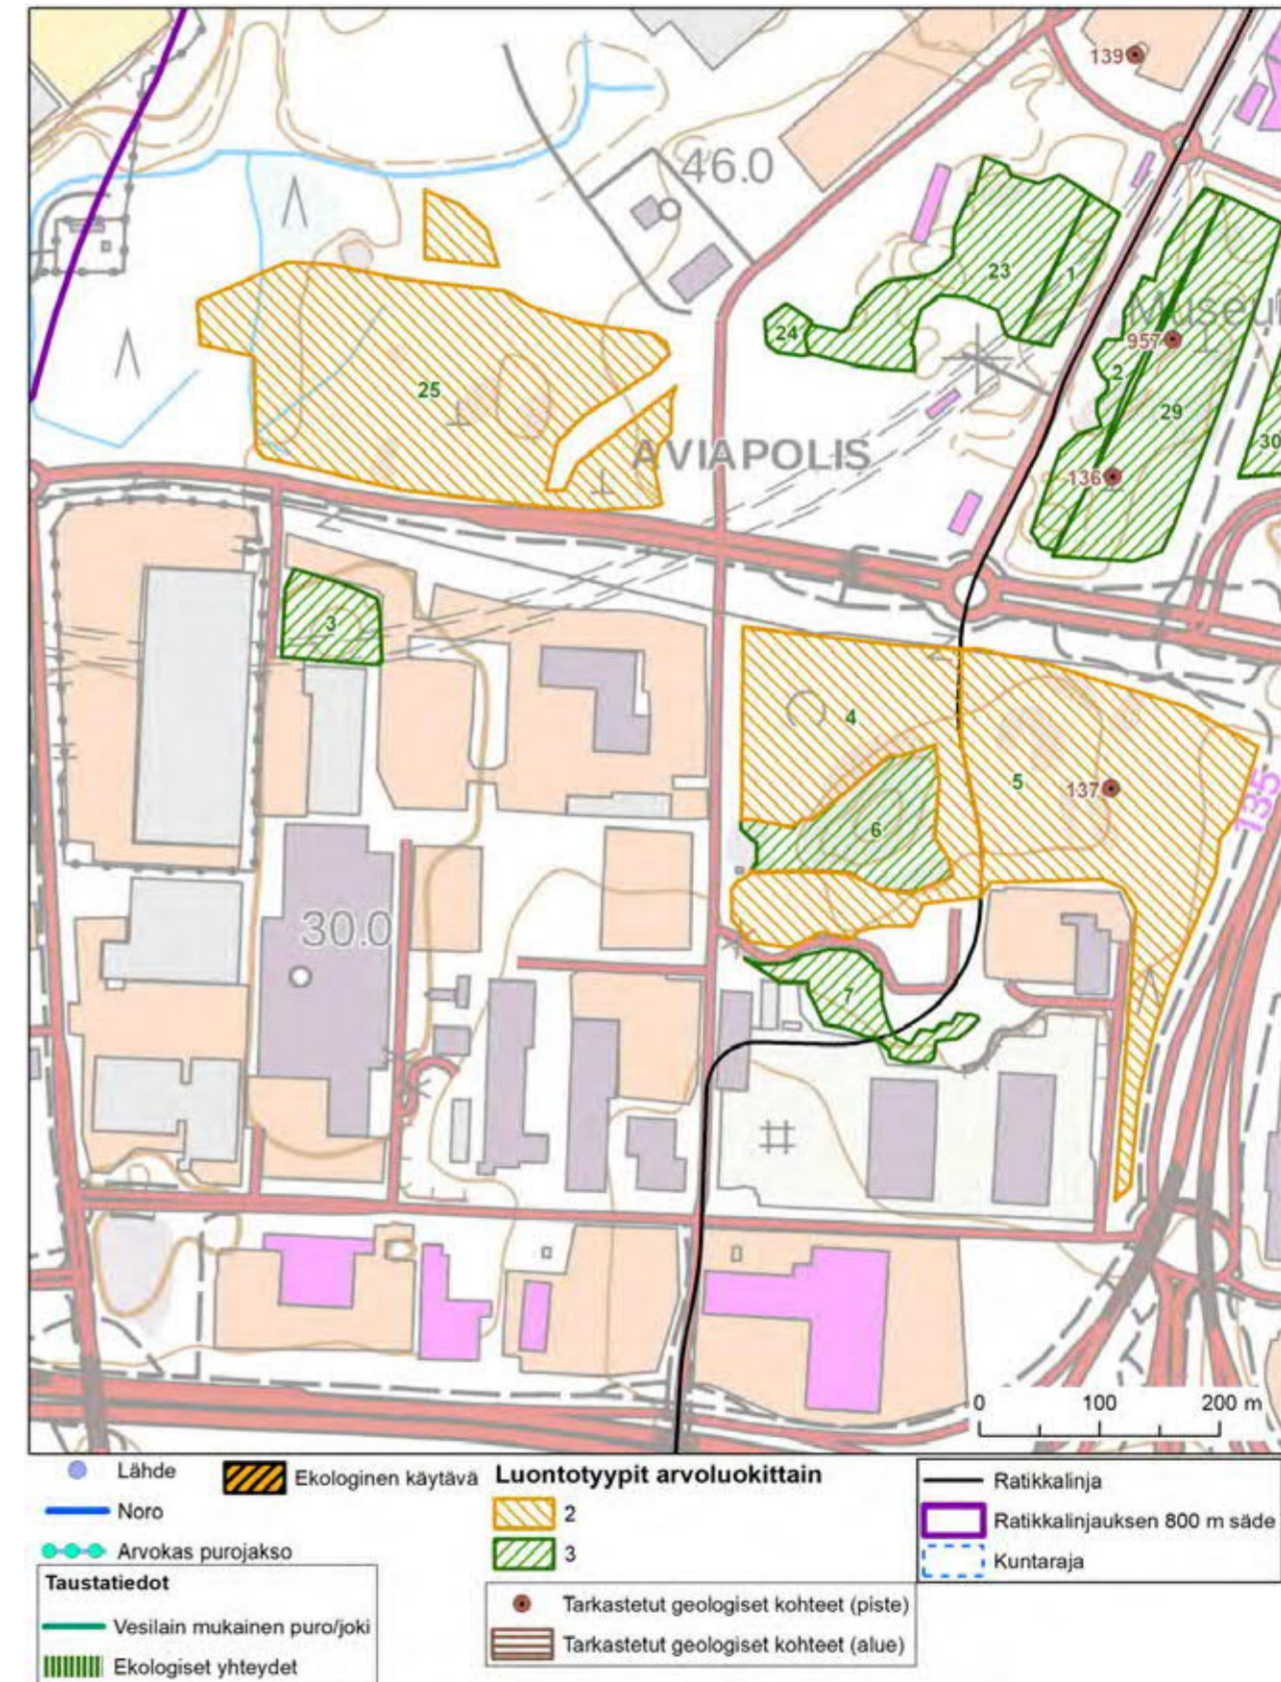 139
46.0
23
1
24
Museu
957
2
25
29
30
AVIAPOLIS
136
3
4
5
137
135
6
30.0
7
0 100 200 m
Lähde
Noro
Arvokas purojakso
Ekologinen käytävä
Taustatiedot
Vesilain mukainen puro/joki
Ekologiset yhteydet
Luontotyypit arvoluokittain
2
3
Tarkastetut geologiset kohteet (piste)
Tarkastetut geologiset kohteet (alue)
Ratikkalinja
Ratikkalinjauksen 800 m säde
Kuntaraja